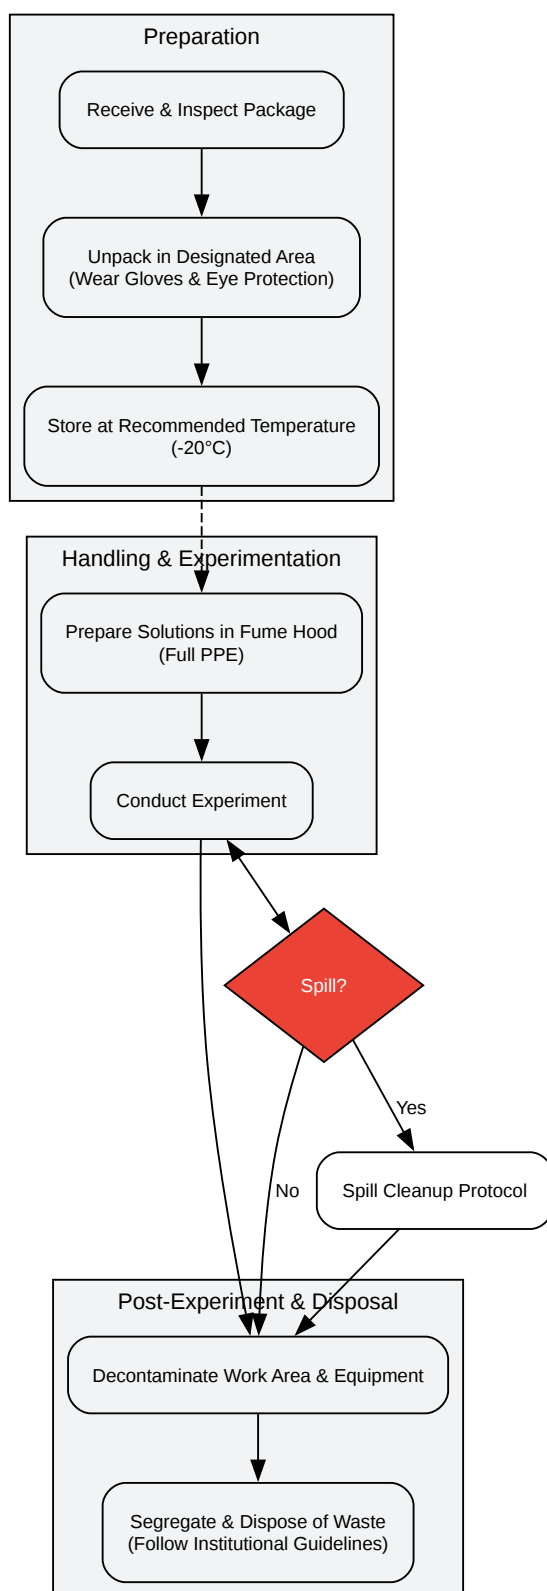 Preparation
Receive & Inspect Package
Unpack in Designated Area
(Wear Gloves & Eye Protection)
Store at Recommended Temperature
(-20°C)
Handling & Experimentation
Prepare Solutions in Fume Hood
(Full PPE)
Conduct Experiment
Spill?
Yes
No
Spill Cleanup Protocol
Post-Experiment & Disposal
Decontaminate Work Area & Equipment
Segregate & Dispose of Waste
(Follow Institutional Guidelines)